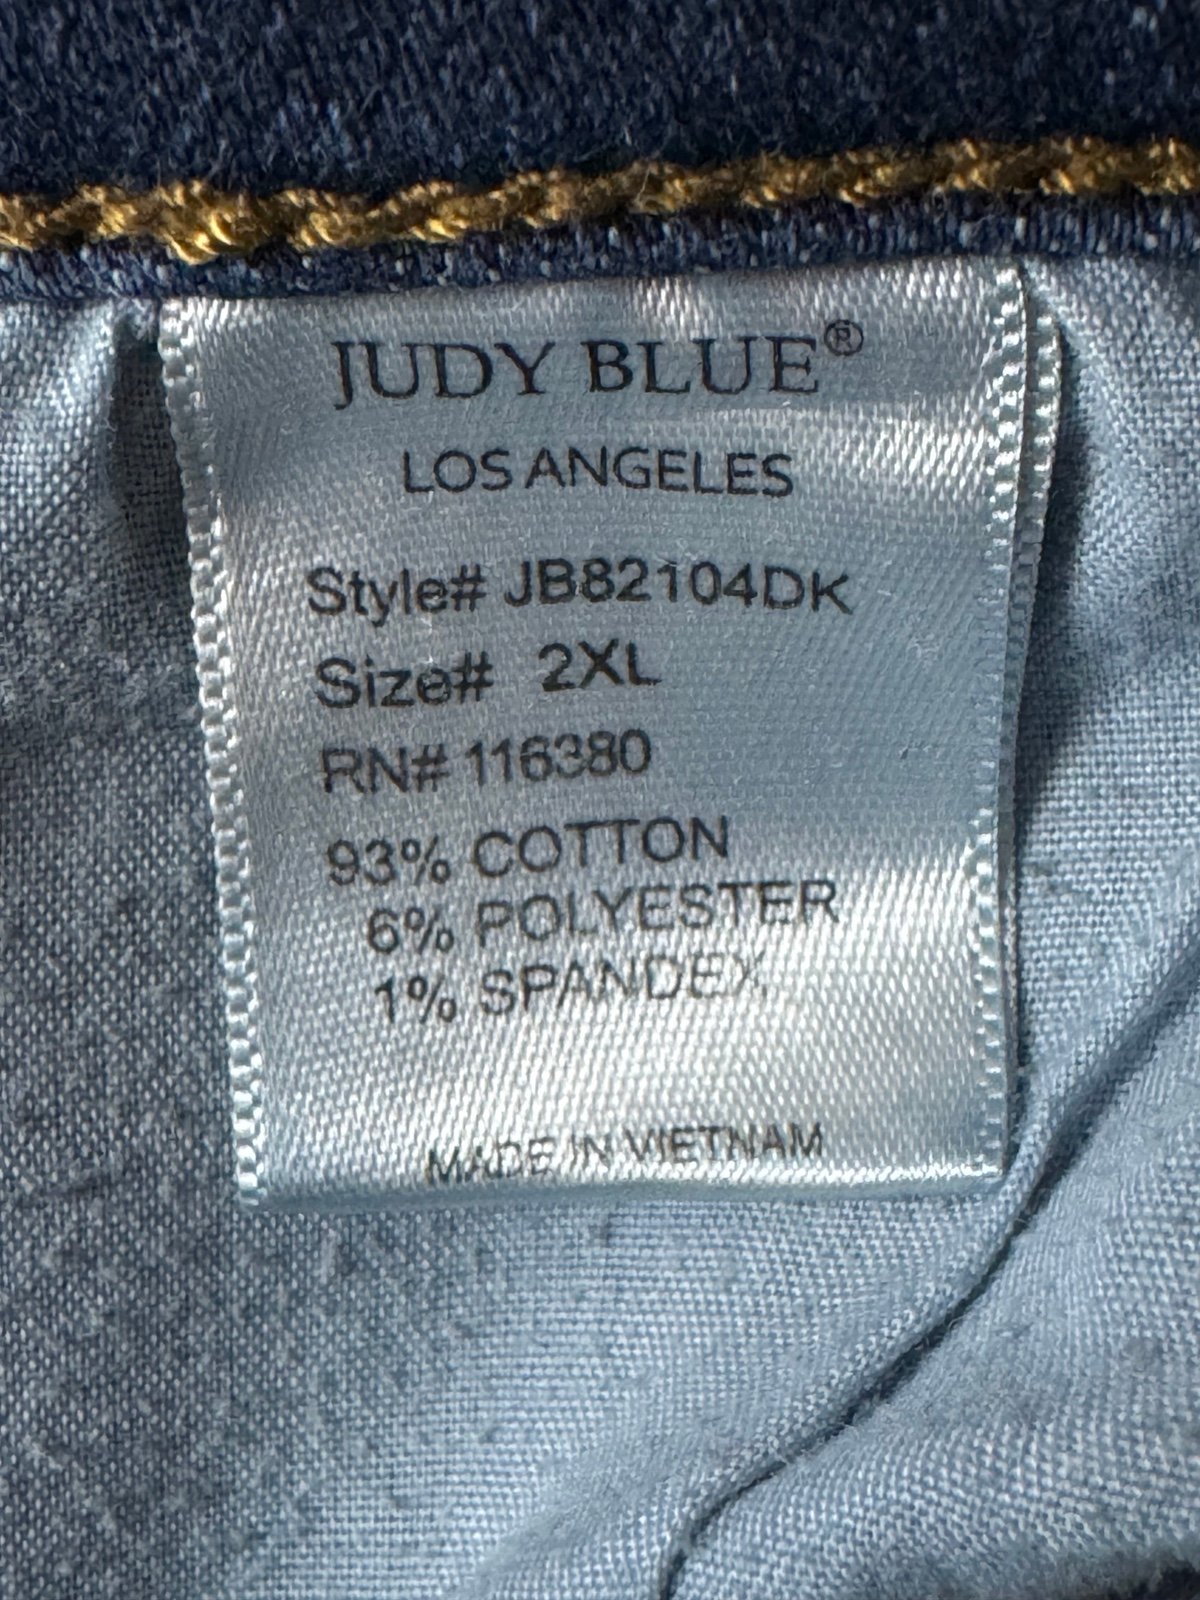 JUDY BLUE®
LOS ANGELES
Style# JB82104DK
Size# 2XL
RN# 116380
93% COTTON
6% POLYESTER
1% SPANDEX
MADE IN VIETNAM